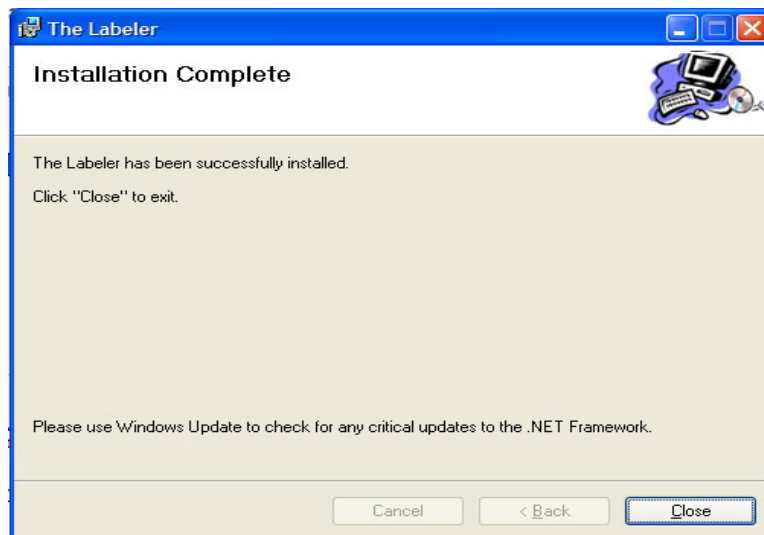 The Labeler
Installation Complete
The Labeler has been successfully installed.
Click "Close" to exit.
Please use Windows Update to check for any critical updates to the .NET Framework.
Cancel
< Back
Close